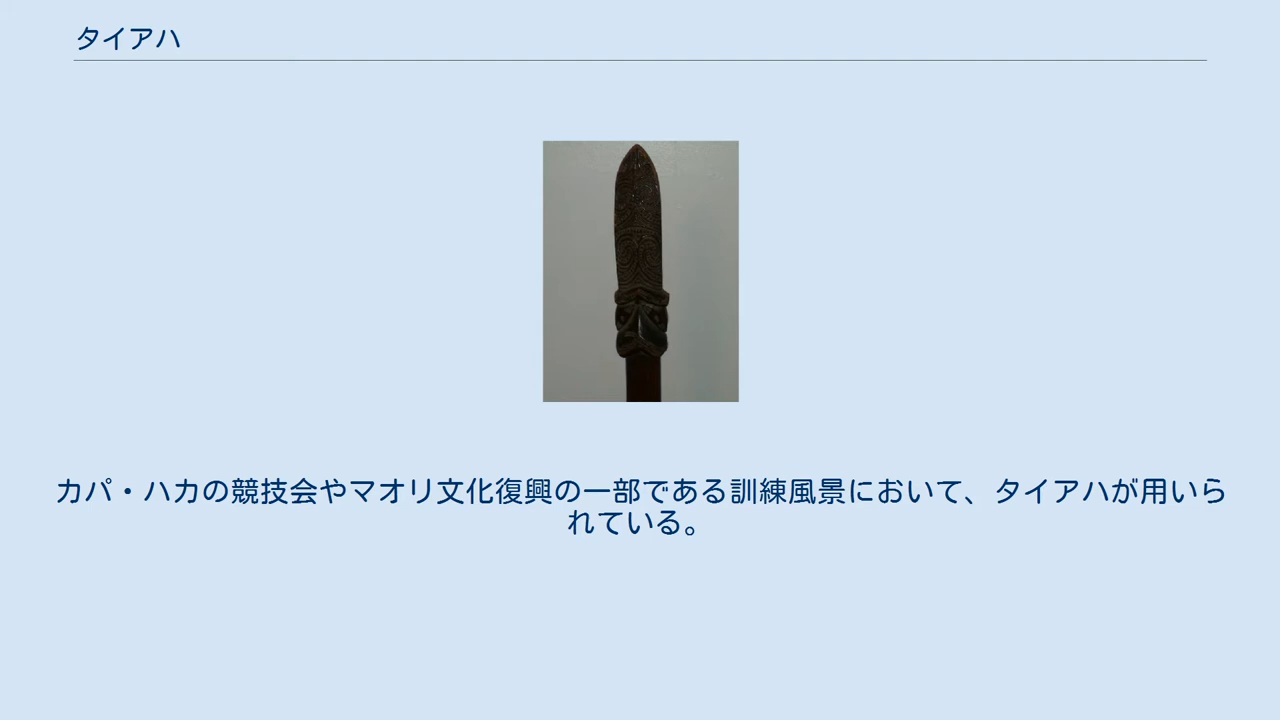 タイアハ
カパ・ハカの競技会やマオリ文化復興の一部である訓練風景において、タイアハが用いら
れている。